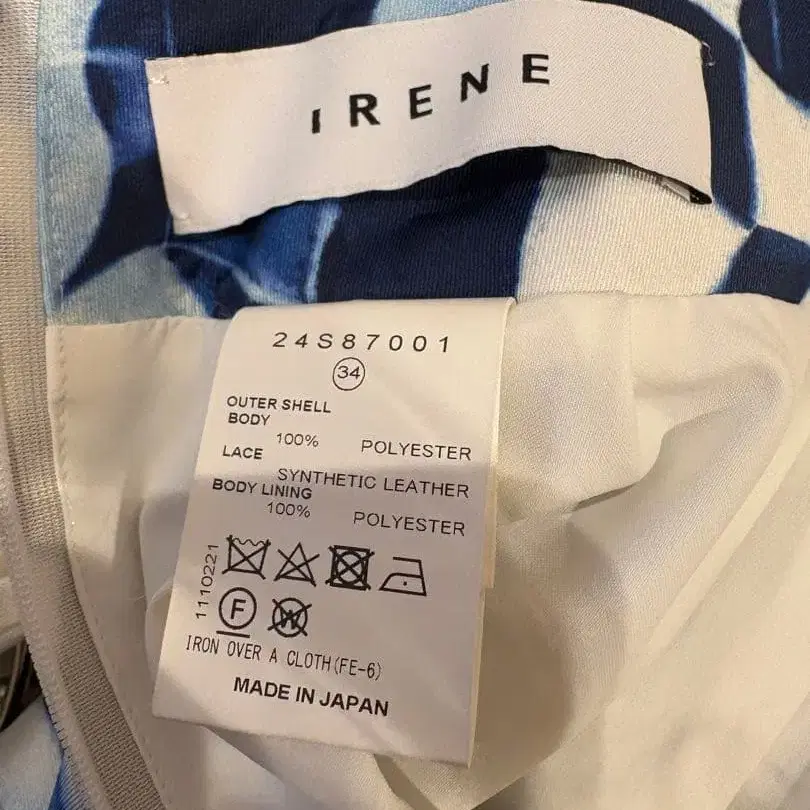 IRENE
24S87001
34
OUTER SHELL
BODY
100% POLYESTER
LACE
SYNTHETIC LEATHER
BODY LINING
100% POLYESTER
1110221
F
W
IRON OVER A CLOTH(FE-6)
MADE IN JAPAN